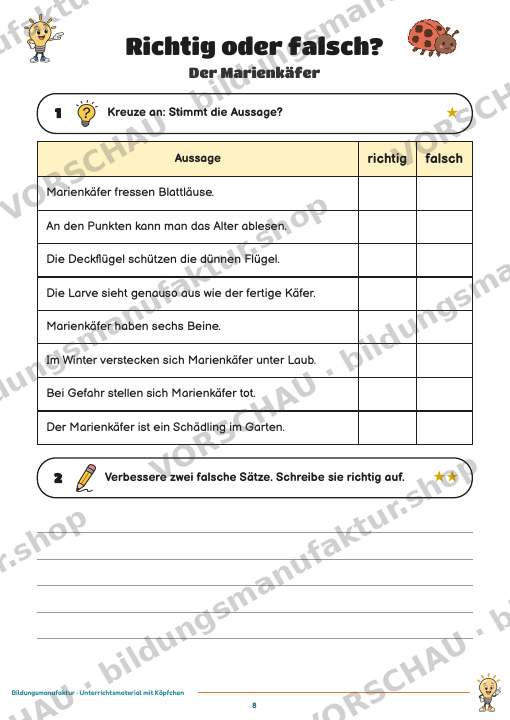 Richtig oder falsch?
Der Marienkäfer
1 Kreuze an: Stimmt die Aussage?
Aussage richtig falsch
Marienkäfer fressen Blattläuse.
An den Punkten kann man das Alter ablesen.
Die Deckflügel schützen die dünnen Flügel.
Die Larve sieht genauso aus wie der fertige Käfer.
Marienkäfer haben sechs Beine.
Im Winter verstecken sich Marienkäfer unter Laub.
Bei Gefahr stellen sich Marienkäfer tot.
Der Marienkäfer ist ein Schädling im Garten.
2 Verbessere zwei falsche Sätze. Schreibe sie richtig auf.
Bildungsmanufaktur · Unterrichtsmaterial mit Köpfchen
8
VORSCHAU · bildungsmanufaktur.shop